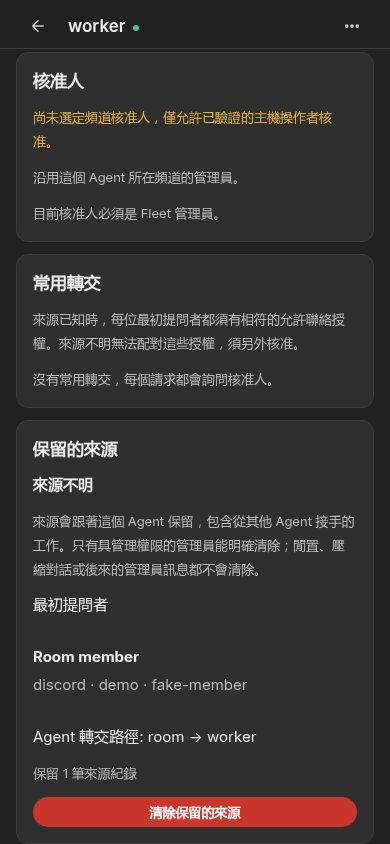 worker
核准人
尚未選定頻道核准人，僅允許已驗證的主機操作者核
准。
沿用這個 Agent 所在頻道的管理員。
目前核准人必須是 Fleet 管理員。
常用轉交
來源已知時，每位最初提問者都須有相符的允許聯絡授
權。來源不明無法配對這些授權，須另外核准。
沒有常用轉交，每個請求都會詢問核准人。
保留的來源
來源不明
來源會跟著這個 Agent 保留，包含從其他 Agent 接手的
工作。只有具管理權限的管理員能明確清除；閒置、壓
縮對話或後來的管理員訊息都不會清除。
最初提問者
Room member
discord · demo · fake-member
Agent 轉交路徑: room → worker
保留 1 筆來源紀錄
清除保留的來源